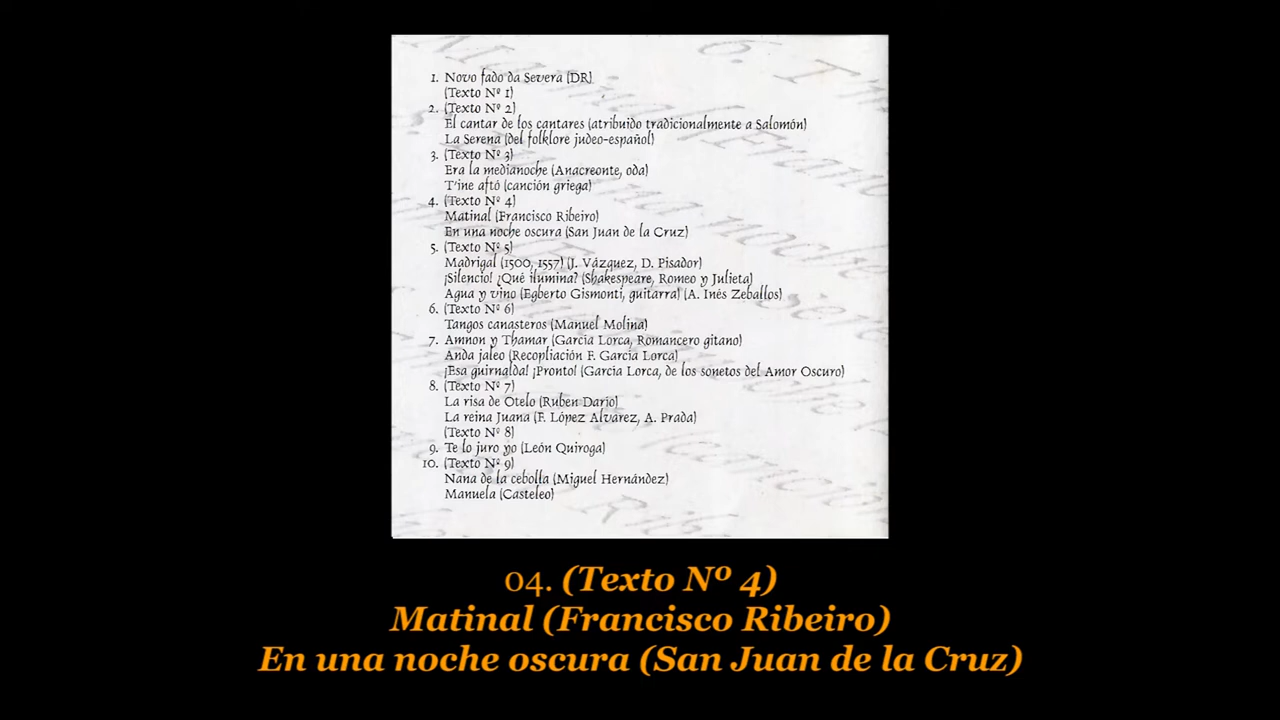 1. Novo fado da Severa (DR)
(Texto Nº 1)
2. (Texto Nº 2)
El cantar de los cantares (atribuido tradicionalmente a Salomón)
La Serena (del folklore judeo-español)
3. (Texto Nº 3)
Era la medianoche (Anacreonte, oda)
T'ine aftó (canción griega)
4. (Texto Nº 4)
Matinal (Francisco Ribeiro)
En una noche oscura (San Juan de la Cruz)
5. (Texto Nº 5)
Madrigal (1500, 1557) (J. Vázquez, D. Pisador)
¡Silencio! ¿Qué ilumina? (Shakespeare, Romeo y Julieta)
Agua y vino (Egberto Gismonti, guitarra) (A. Inés Zeballos)
6. (Texto Nº 6)
Tangos canasteros (Manuel Molina)
7. Amnon y Thamar (García Lorca, Romancero gitano)
Anda jaleo (Recopliación F. García Lorca)
¡Esa guirnalda! ¡Pronto! (García Lorca, de los sonetos del Amor Oscuro)
8. (Texto Nº 7)
La risa de Otelo (Ruben Darío)
La reina Juana (F. López Alvarez, A. Prada)
(Texto Nº 8)
9. Te lo juro yo (León Quiroga)
10. (Texto Nº 9)
Nana de la cebolla (Miguel Hernández)
Manuela (Casteleo)
04. (Texto Nº 4)
Matinal (Francisco Ribeiro)
En una noche oscura (San Juan de la Cruz)